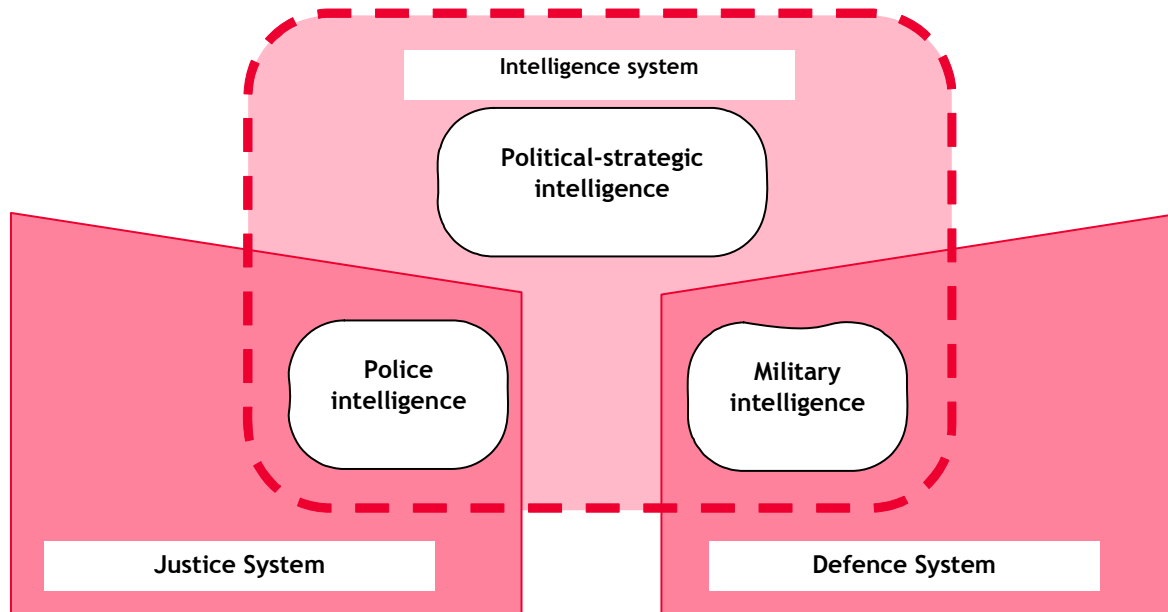 Intelligence system
Political-strategic
intelligence
Police
intelligence
Military
intelligence
Justice System
Defence System